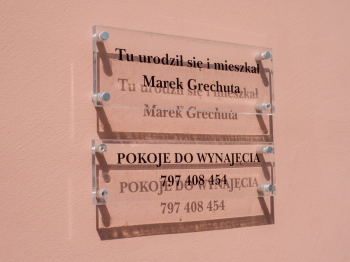 Tu urodził się i mieszkał
Marek Grechuta
POKOJE DO WYNAJĘCIA
797 408 454